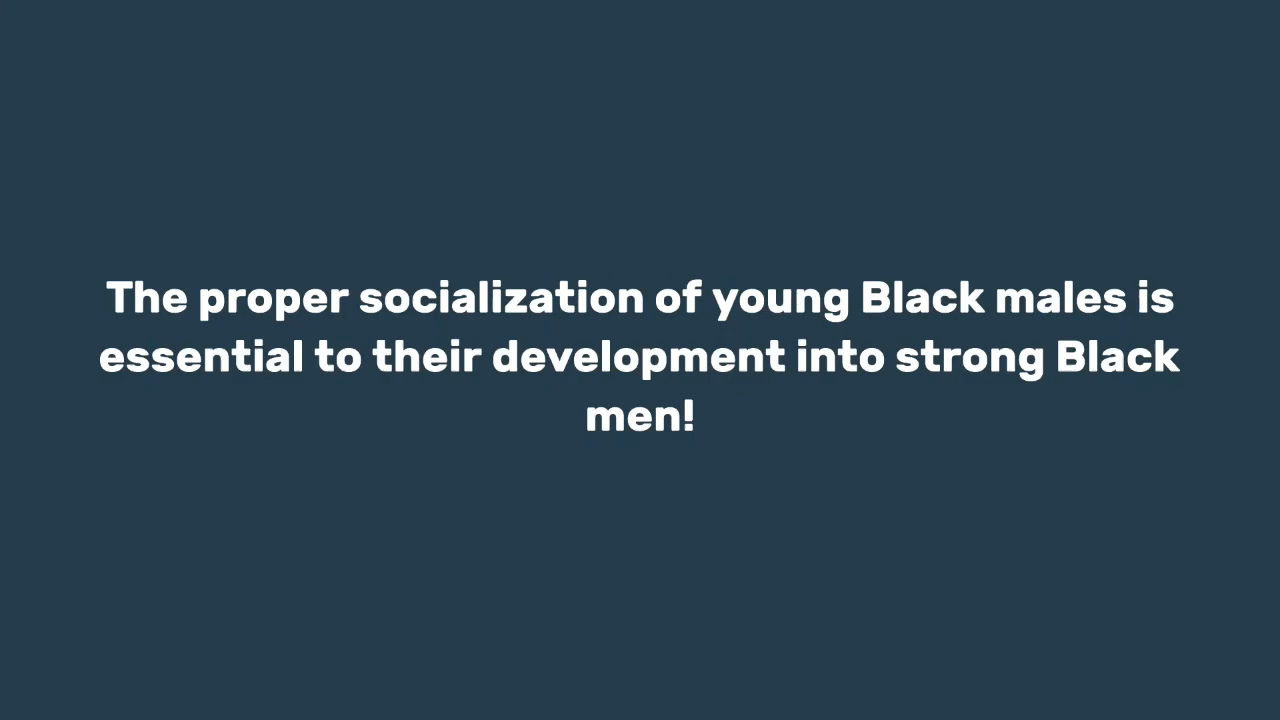 The proper socialization of young Black males is
essential to their development into strong Black
men!